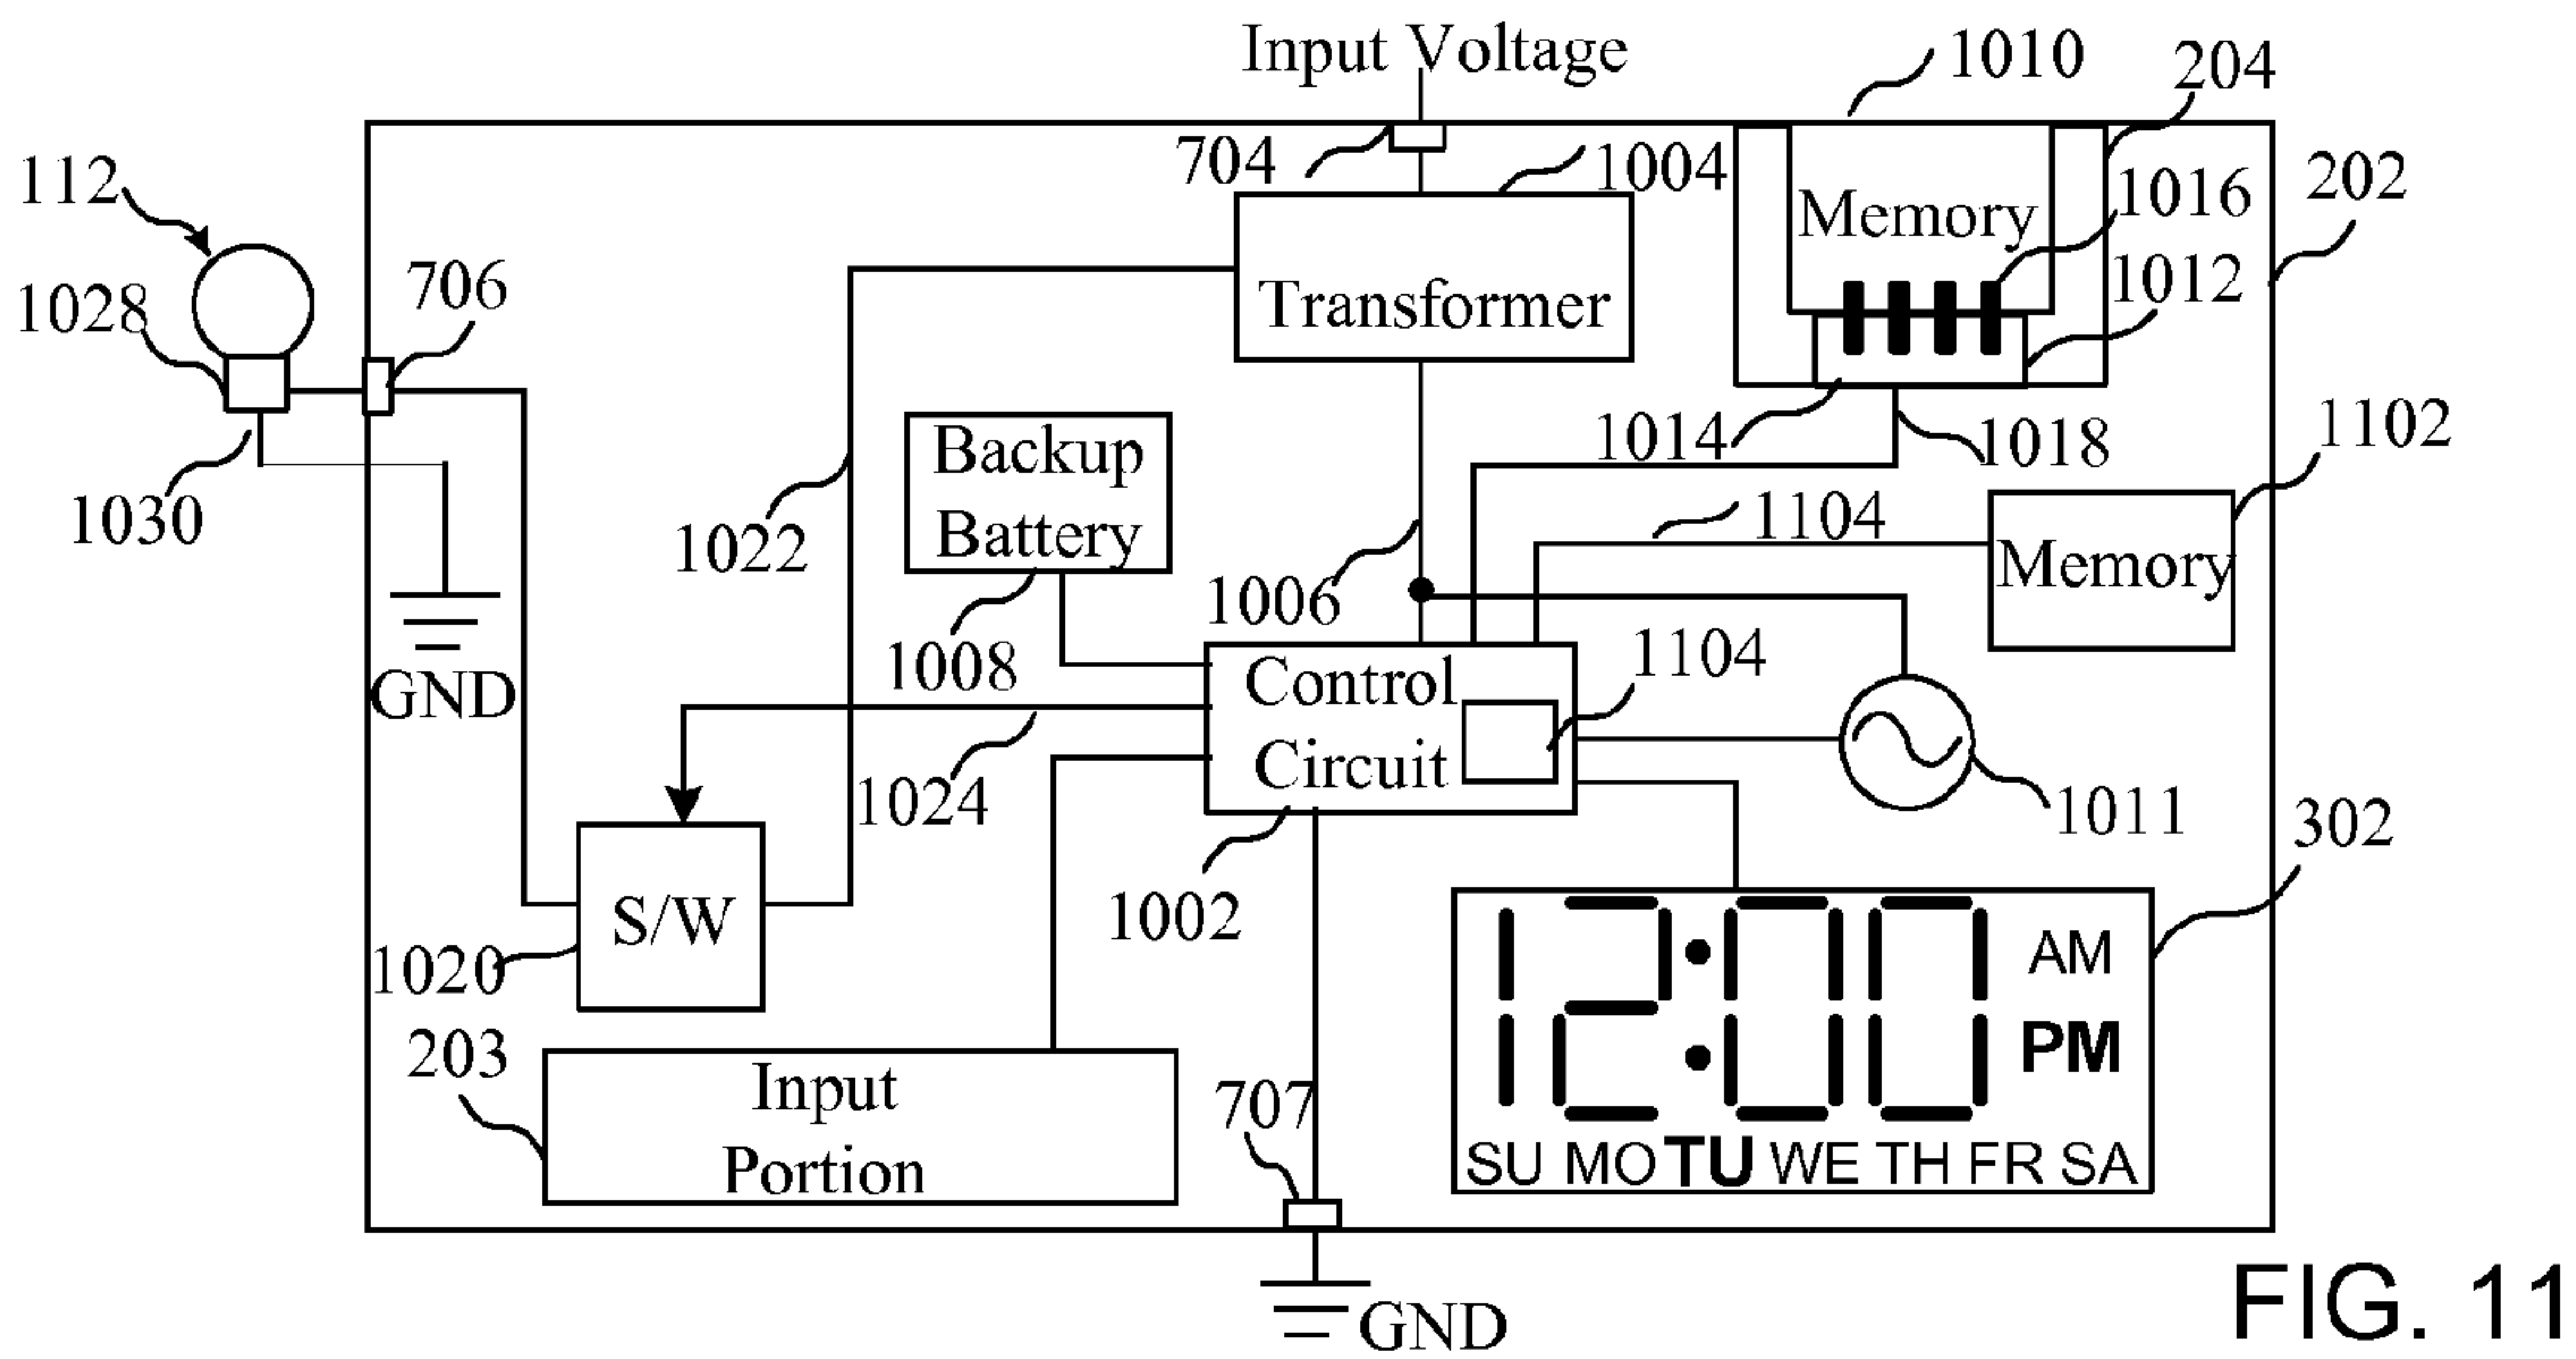 Input Voltage
1010
204
704
1004
202
112
Memory
1016
706
1028
Transformer
1012
1014
1018
1102
Backup
Battery
1030
1022
1104
Memory
1006
1008
1104
GND
Control
Circuit
1024
1011
302
1002
S/W
1020
12:00
AM
PM
203
Input
Portion
707
SU MO TU WE TH FR SA
GND
FIG. 11